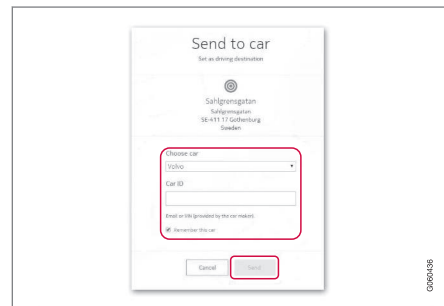 Send to car
Set as driving destination
Sahlgrensgatan
Sahlgrensgatan
SE-411 17 Gothenburg
Sweden
Choose car
Volvo
Car ID
Email or VIN (provided by the car maker).
Remember this car
Cancel
Send
G060436